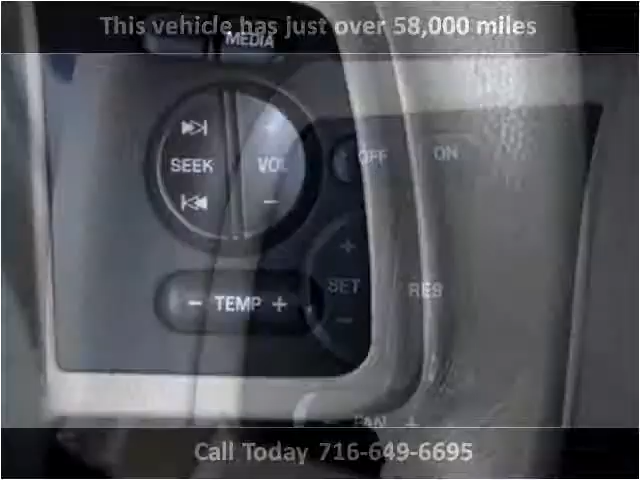 This vehicle has just over 58,000 miles
MEDIA
SEEK VOL OFF ON
-
+
- TEMP + SET RES
-
- FAN +
Call Today 716-649-6695